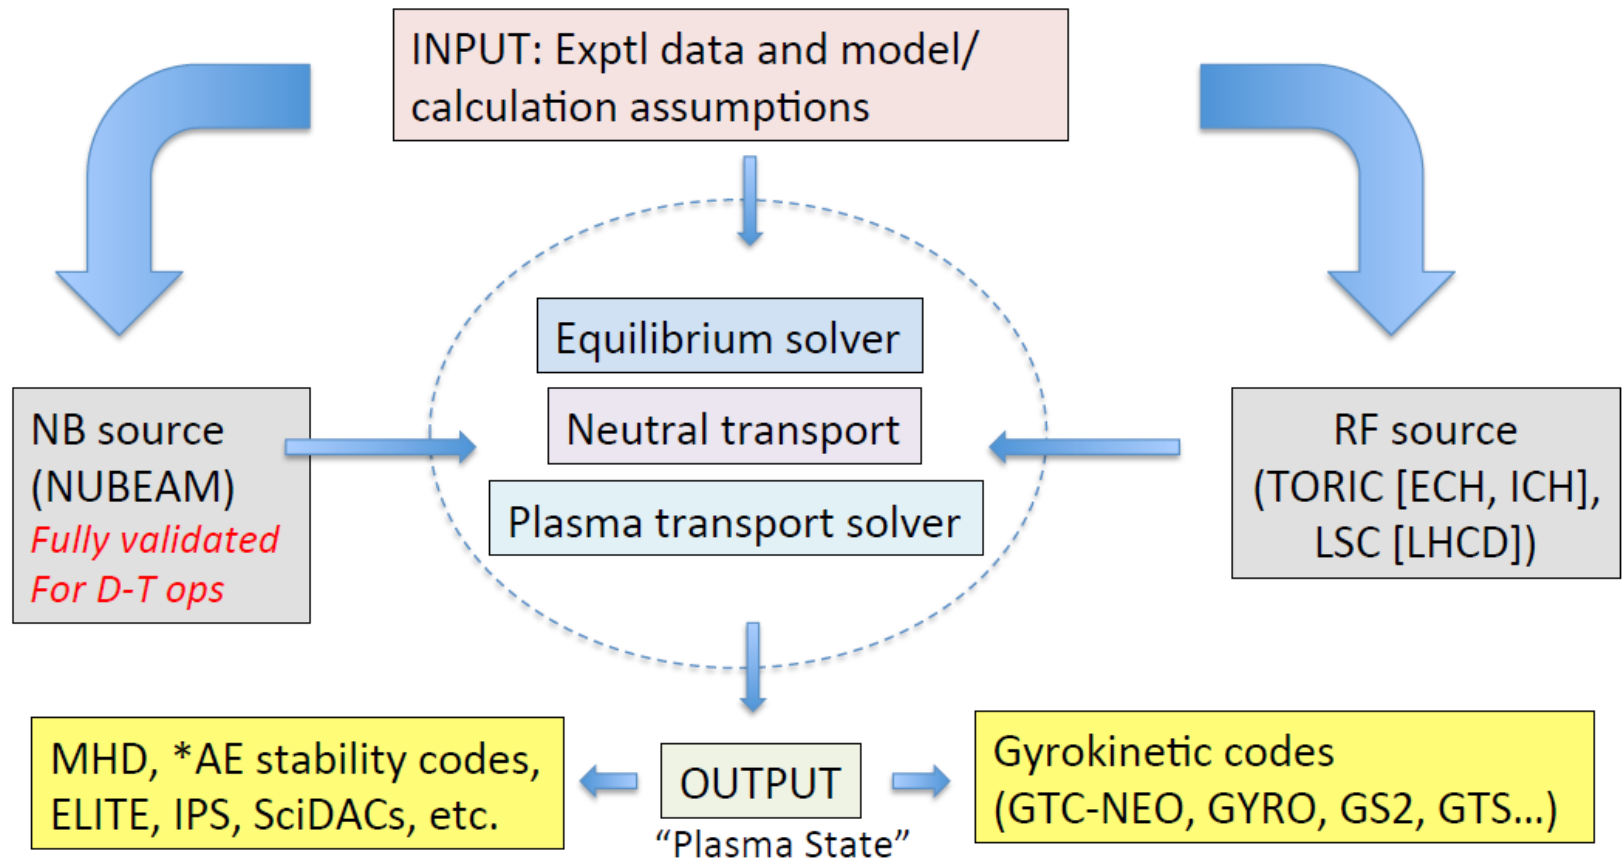 INPUT: Exptl data and model/
calculation assumptions
Equilibrium solver
Neutral transport
Plasma transport solver
NB source
(NUBEAM)
Fully validated
For D-T ops
RF source
(TORIC [ECH, ICH],
LSC [LHCD])
MHD, *AE stability codes,
ELITE, IPS, SciDACs, etc.
OUTPUT
“Plasma State”
Gyrokinetic codes
(GTC-NEO, GYRO, GS2, GTS...)